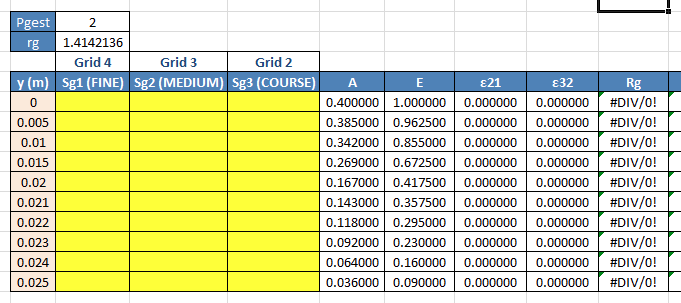 Pgest 2
rg 1.4142136
Grid 4 Grid 3 Grid 2
y (m) Sg1 (FINE) Sg2 (MEDIUM) Sg3 (COURSE) A E ε21 ε32 Rg
0 0.400000 1.000000 0.000000 0.000000 #DIV/0!
0.005 0.385000 0.962500 0.000000 0.000000 #DIV/0!
0.01 0.342000 0.855000 0.000000 0.000000 #DIV/0!
0.015 0.269000 0.672500 0.000000 0.000000 #DIV/0!
0.02 0.167000 0.417500 0.000000 0.000000 #DIV/0!
0.021 0.143000 0.357500 0.000000 0.000000 #DIV/0!
0.022 0.118000 0.295000 0.000000 0.000000 #DIV/0!
0.023 0.092000 0.230000 0.000000 0.000000 #DIV/0!
0.024 0.064000 0.160000 0.000000 0.000000 #DIV/0!
0.025 0.036000 0.090000 0.000000 0.000000 #DIV/0!